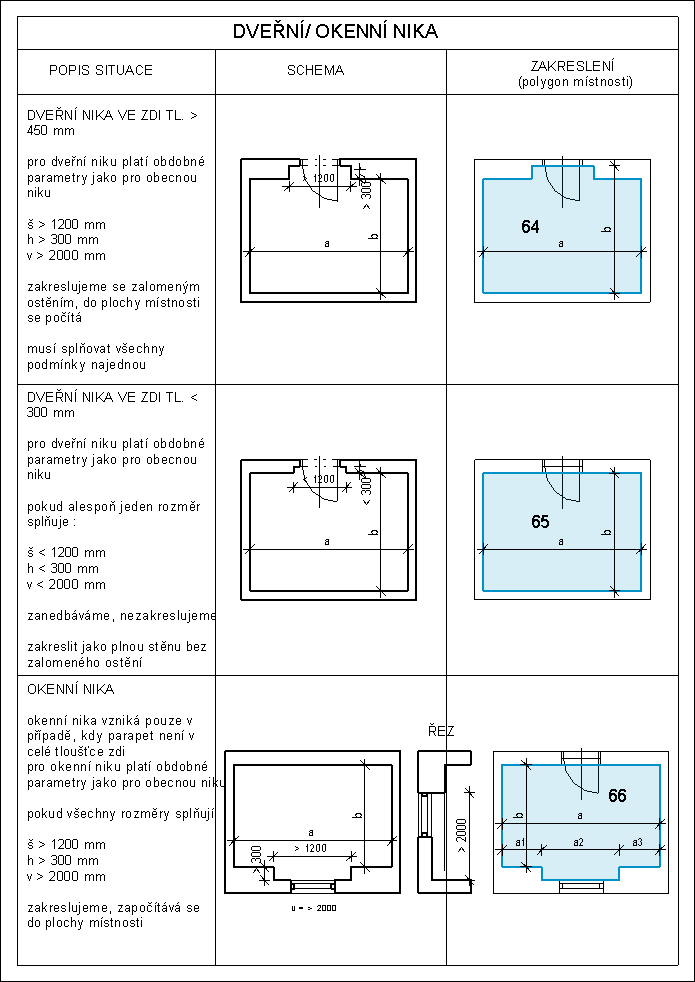 DVEŘNÍ/ OKENNÍ NIKA
POPIS SITUACE
SCHEMA
ZAKRESLENÍ
(polygon místnosti)
DVEŘNÍ NIKA VE ZDI TL. >
450 mm
pro dveřní niku platí obdobné
parametry jako pro obecnou
niku
š > 1200 mm
h > 300 mm
v > 2000 mm
zakreslujeme se zalomeným
ostěním, do plochy místnosti
se počítá
musí splňovat všechny
podmínky najednou
> 1200
> 300
a
b
64
a
b
DVEŘNÍ NIKA VE ZDI TL. <
300 mm
pro dveřní niku platí obdobné
parametry jako pro obecnou
niku
pokud alespoň jeden rozměr
splňuje :
š < 1200 mm
h < 300 mm
v < 2000 mm
zanedbáváme, nezakreslujeme
zakreslit jako plnou stěnu bez
zalomeného ostění
< 1200
< 300
a
b
65
a
b
OKENNÍ NIKA
okenní nika vzniká pouze v
případě, kdy parapet není v
celé tloušťce zdi
pro okenní niku platí obdobné
parametry jako pro obecnou niku
pokud všechny rozměry splňují
š > 1200 mm
h > 300 mm
v > 2000 mm
zakreslujeme, započítává se
do plochy místnosti
b
a
> 1200
> 300
u = > 2000
ŘEZ
> 2000
66
b
a
a1
a2
a3